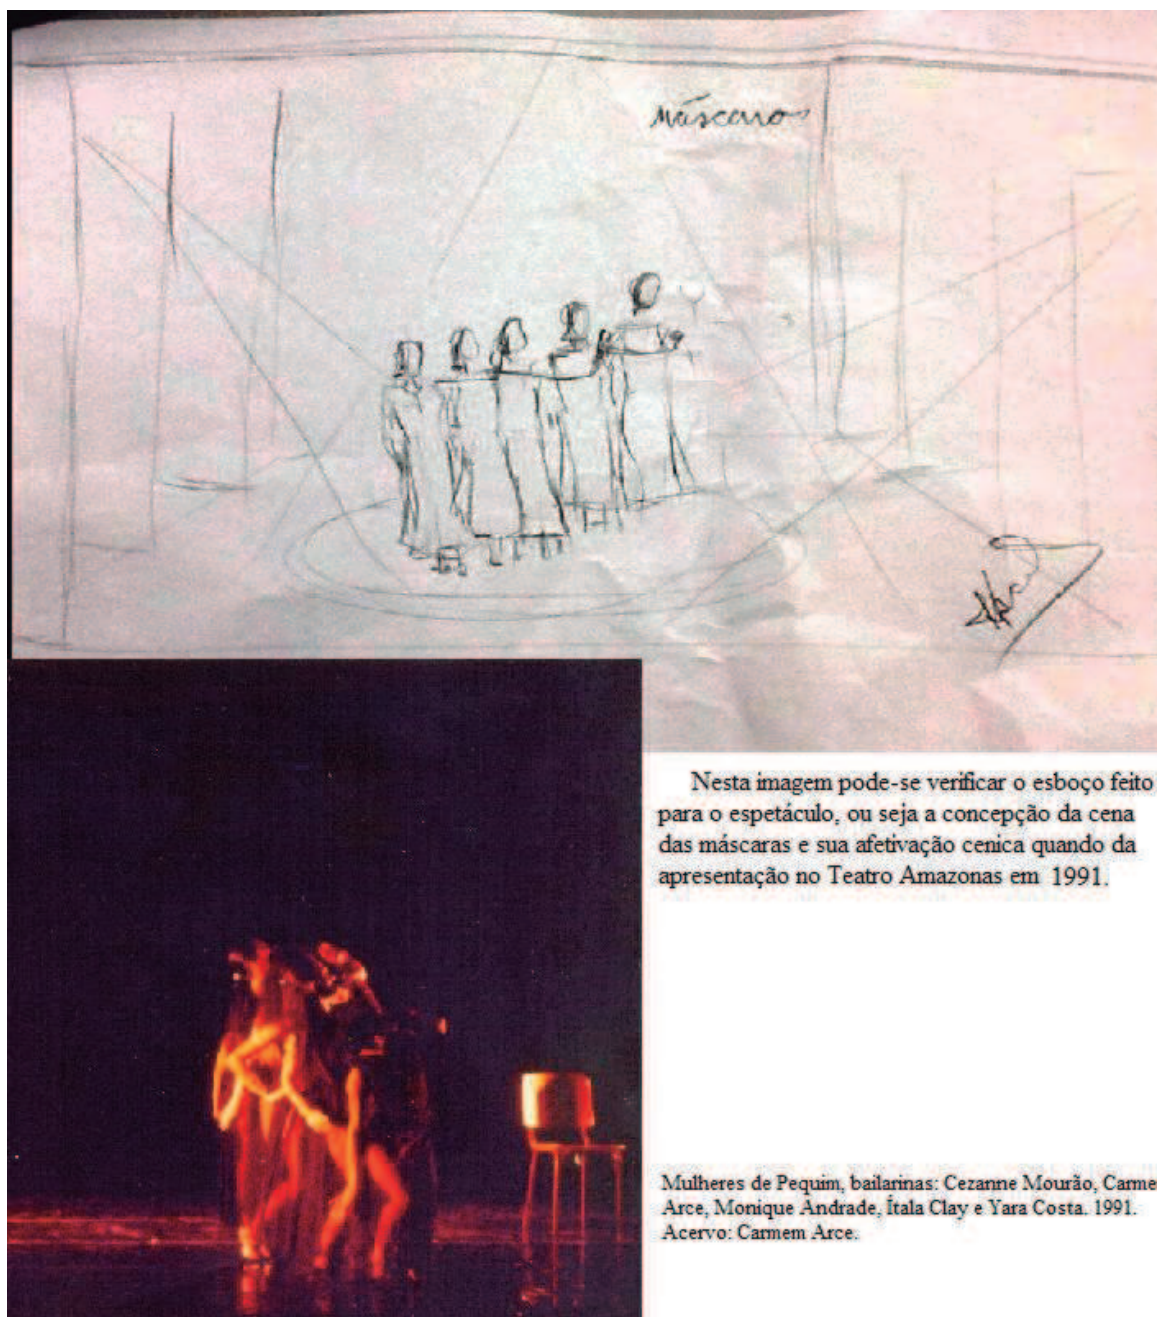 máscaras
Nesta imagem pode-se verificar o esboço feito
para o espetáculo, ou seja a concepção da cena
das máscaras e sua afetivação cenica quando da
apresentação no Teatro Amazonas em 1991.
Mulheres de Pequim, bailarinas: Cezanne Mourão, Carme
Arce, Monique Andrade, Ítala Clay e Yara Costa. 1991.
Acervo: Carmem Arce.